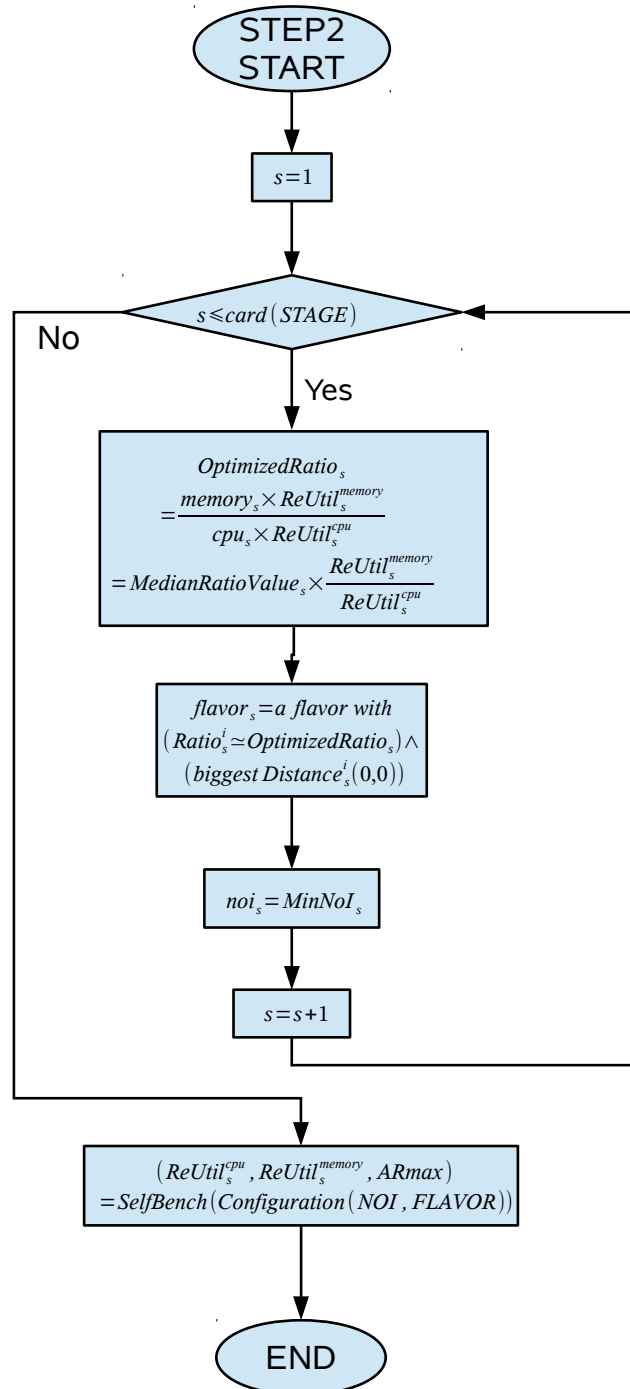 STEP2
START
s=1
s≤card(STAGE)
No
Yes
OptimizedRatio_s
=\frac{memory_s×ReUtil_s^{memory}}{cpu_s×ReUtil_s^{cpu}}
=MedianRatioValue_s×\frac{ReUtil_s^{memory}}{ReUtil_s^{cpu}}
flavor_s=a flavor with
(Ratio_s^i≃OptimizedRatio_s)∧
(biggest Distance_s^i(0,0))
noi_s=MinNoI_s
s=s+1
(ReUtil_s^{cpu},ReUtil_s^{memory},ARmax)
=SelfBench(Configuration(NOI,FLAVOR))
END